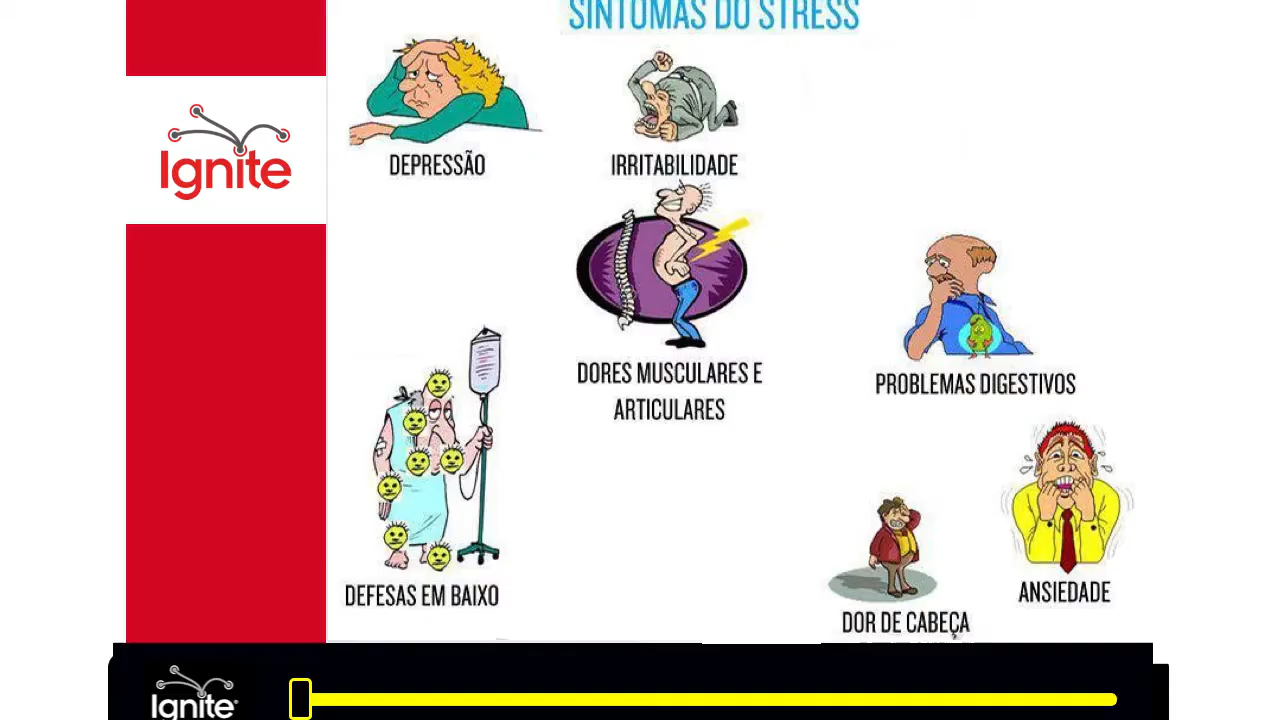 SINTOMAS DO STRESS
DEPRESSÃO
IRRITABILIDADE
Ignite
DORES MUSCULARES E
ARTICULARES
PROBLEMAS DIGESTIVOS
DEFESAS EM BAIXO
ANSIEDADE
DOR DE CABEÇA
Ignite